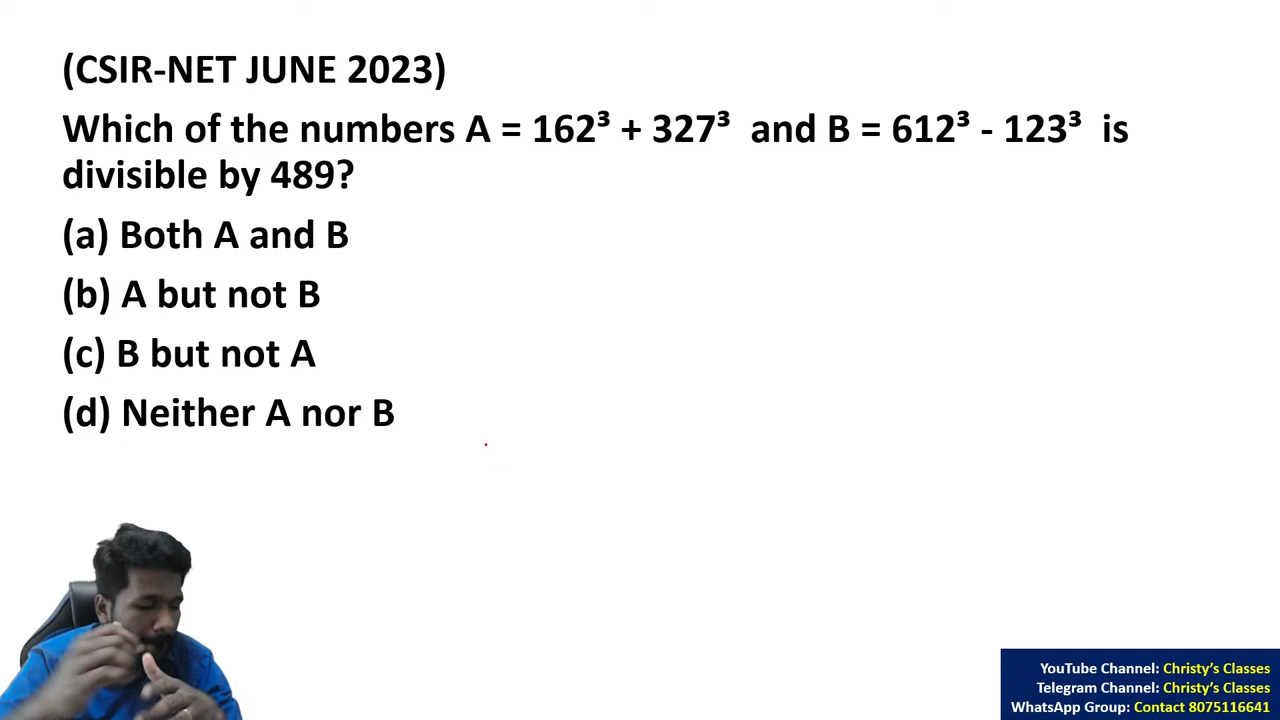 (CSIR-NET JUNE 2023)
Which of the numbers A = 162³ + 327³ and B = 612³ - 123³ is
divisible by 489?
(a) Both A and B
(b) A but not B
(c) B but not A
(d) Neither A nor B
YouTube Channel: Christy's Classes
Telegram Channel: Christy's Classes
WhatsApp Group: Contact 8075116641